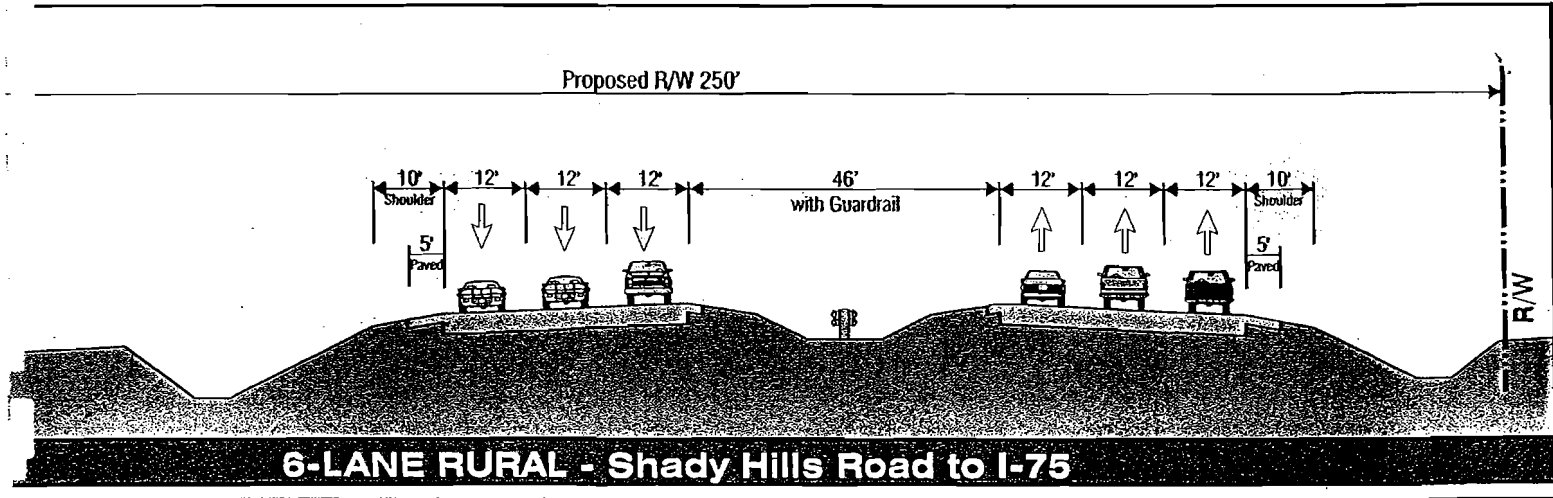 Proposed R/W 250'
10' 12' 12' 12' 46' 12' 12' 12' 10'
Shoulder with Guardrail Shoulder
5' 5'
Paved Paved
R/W
6-LANE RURAL - Shady Hills Road to I-75